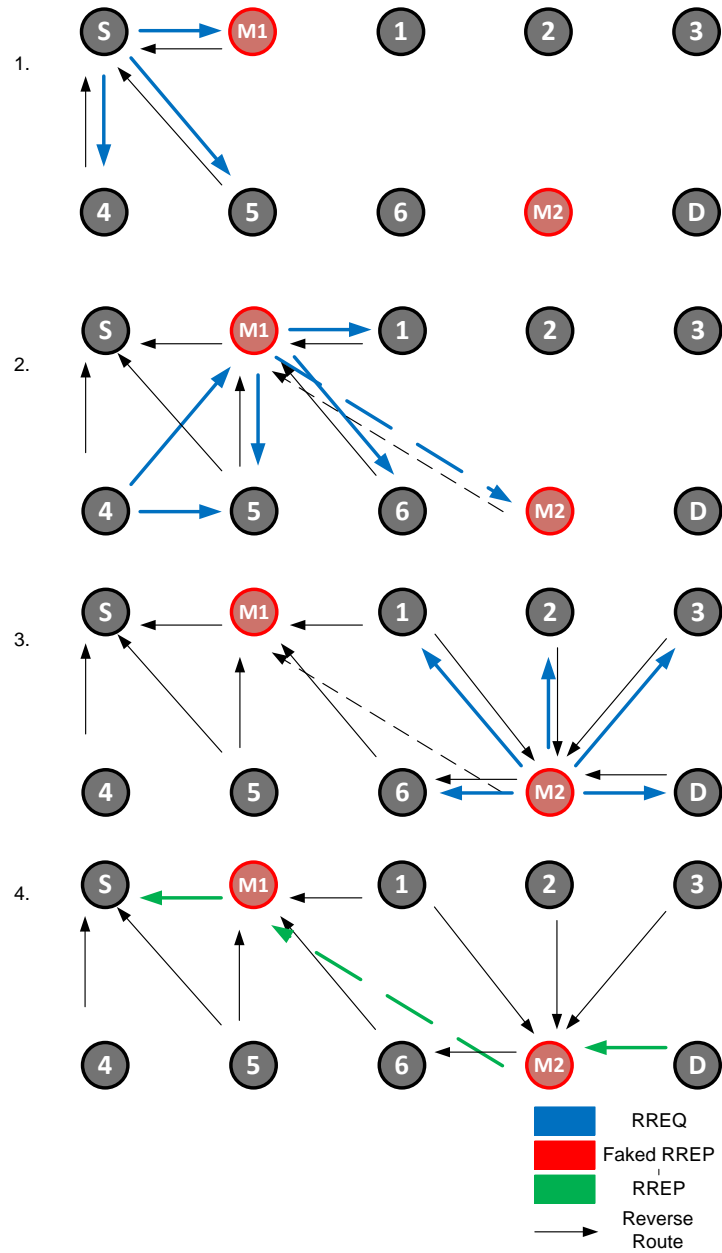 S M1 1 2 3
1.
4 5 6 M2 D
S M1 1 2 3
2.
4 5 6 M2 D
S M1 1 2 3
3.
4 5 6 M2 D
4.
S M1 1 2 3
4 5 6 M2 D
RREQ
Faked RREP
RREP
Reverse
Route